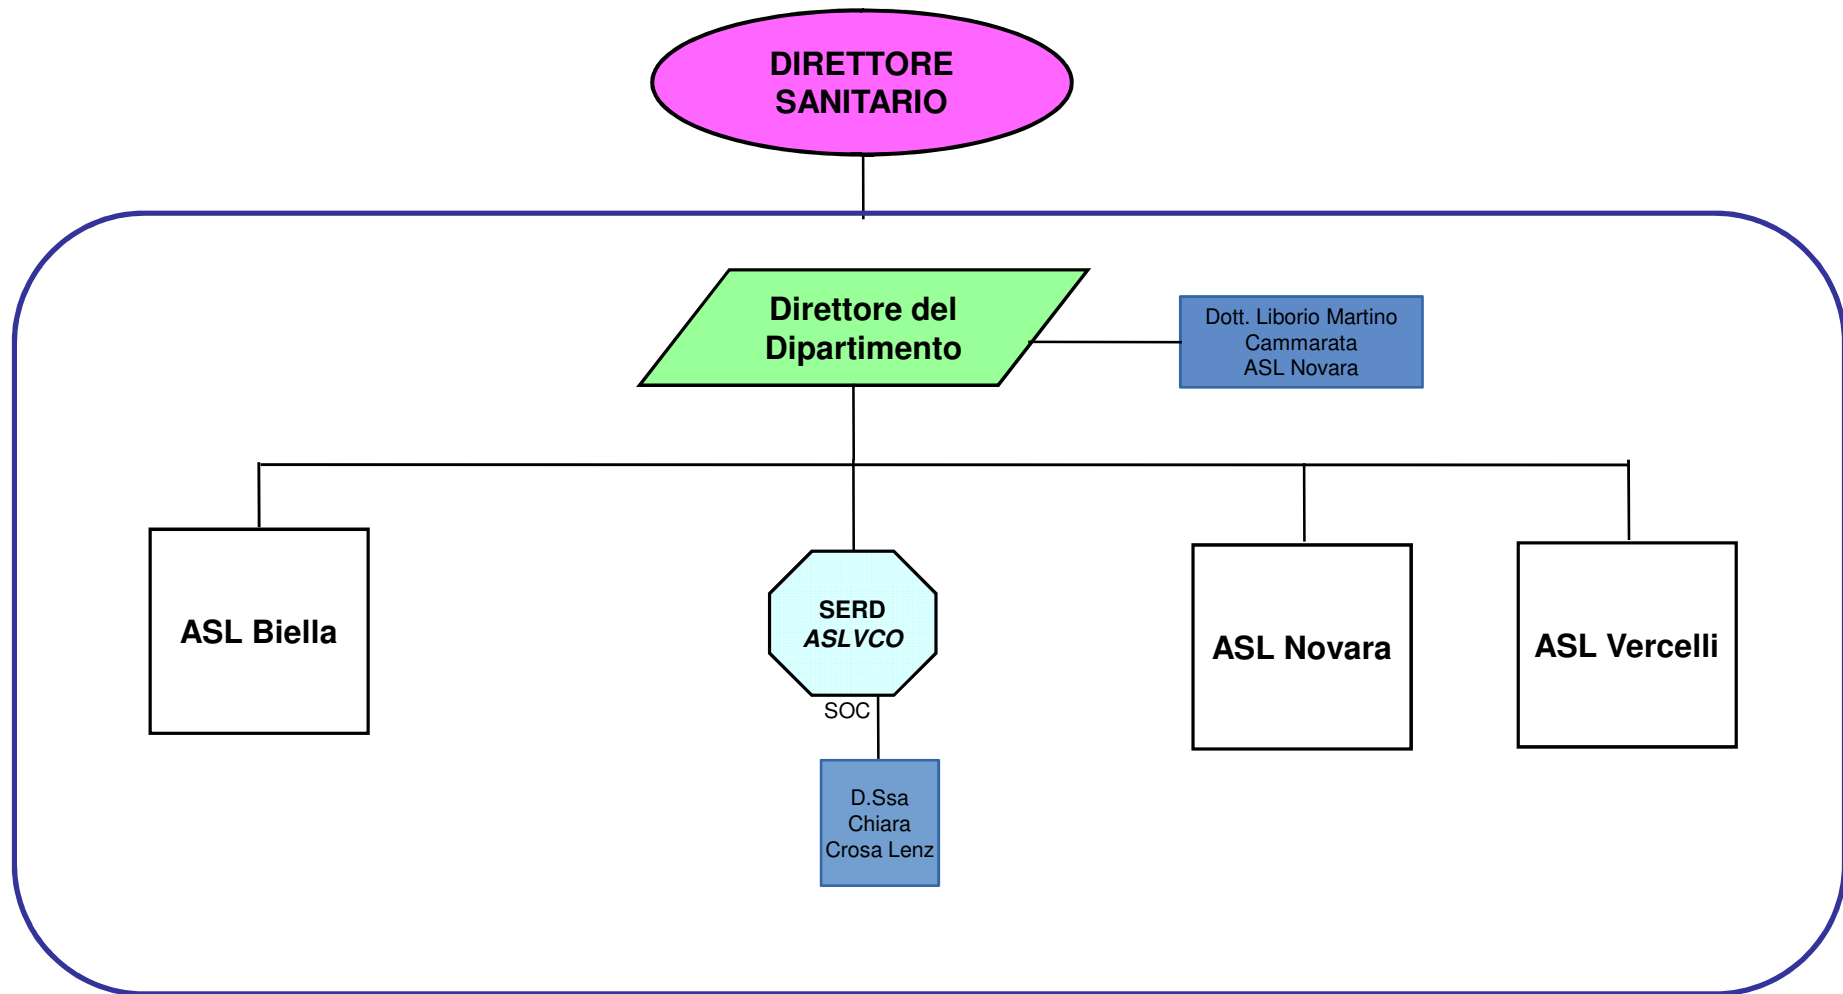 DIRETTORE
SANITARIO
Direttore del
Dipartimento
Dott. Liborio Martino
Cammarata
ASL Novara
ASL Biella
SERD
ASLVCO
SOC
D.Ssa
Chiara
Crosa Lenz
ASL Novara
ASL Vercelli